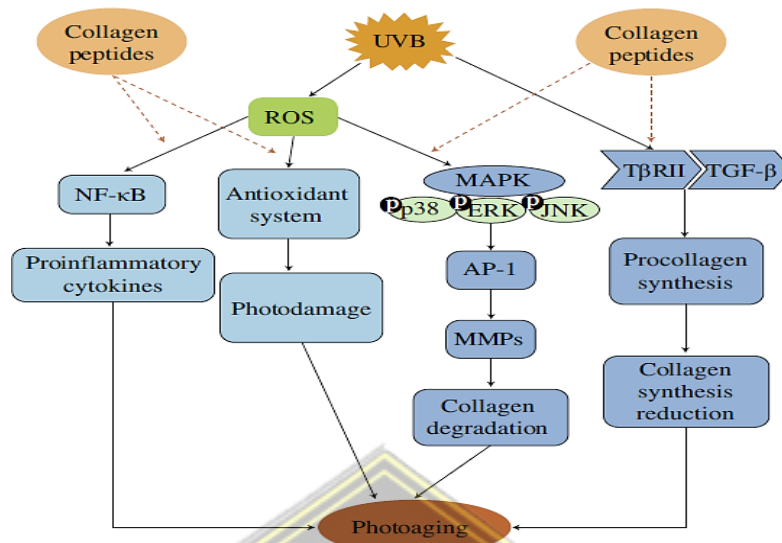 Collagen
peptides
UVB
Collagen
peptides
ROS
NF-κB
Antioxidant
system
MAPK
p p38
p ERK
p JNK
TβRII
TGF-β
Proinflammatory
cytokines
Photodamage
AP-1
Procollagen
synthesis
MMPs
Collagen
degradation
Collagen
synthesis
reduction
Photoaging